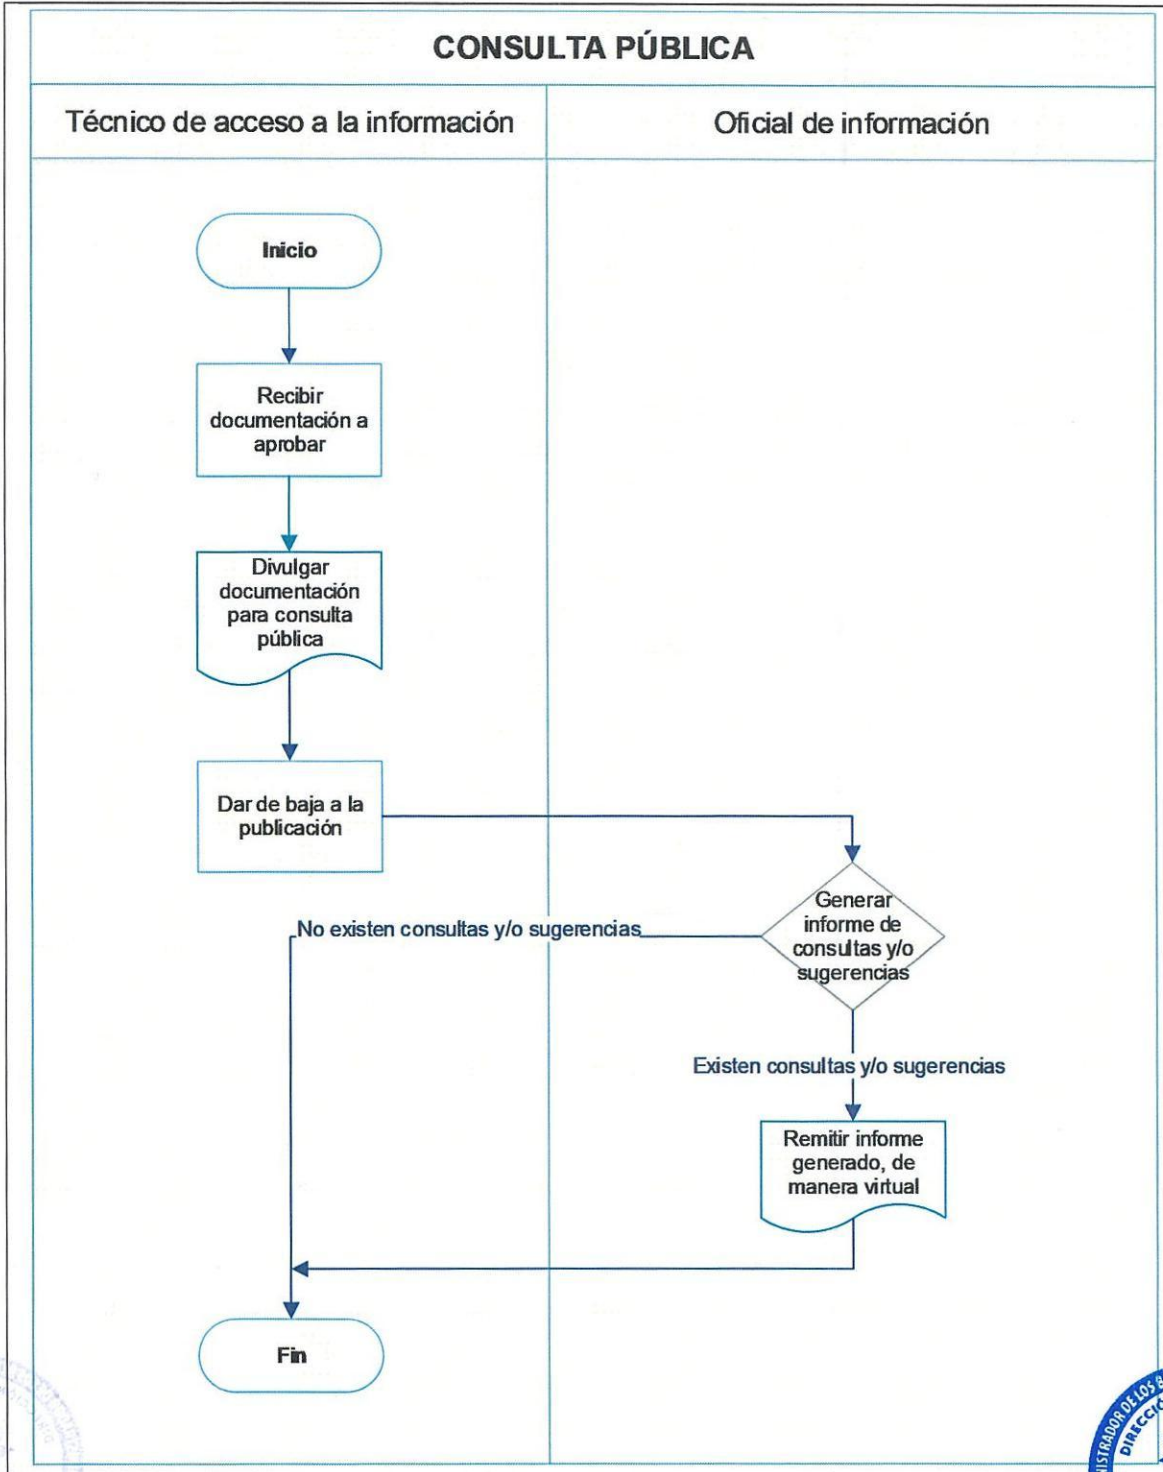 CONSULTA PÚBLICA
Técnico de acceso a la información
Oficial de información
Inicio
Recibir
documentación a
aprobar
Divulgar
documentación
para consulta
pública
Dar de baja a la
publicación
Generar
informe de
consultas y/o
sugerencias
No existen consultas y/o sugerencias
Existen consultas y/o sugerencias
Remitir informe
generado, de
manera virtual
Fin
DE LOS